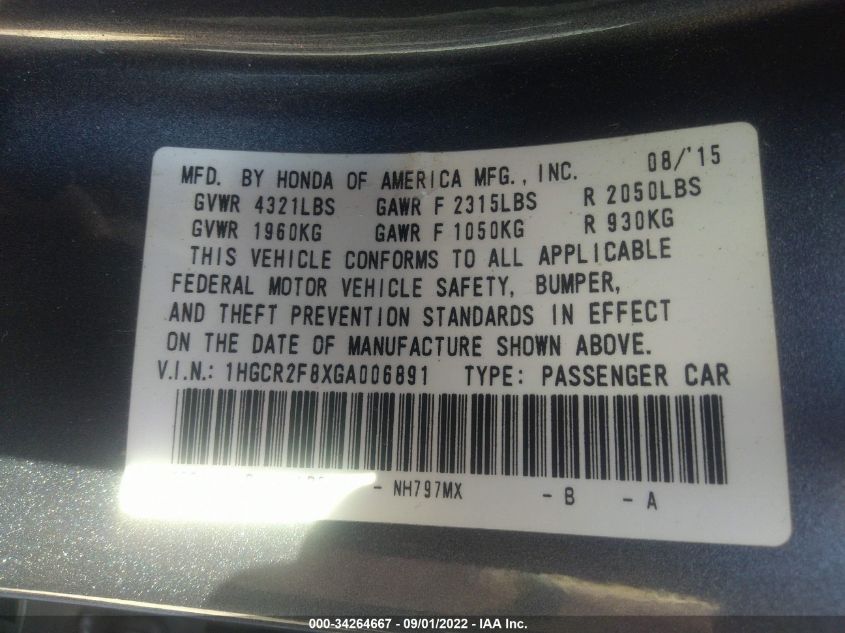 MFD. BY HONDA OF AMERICA MFG., INC. 08/'15
GVWR 4321LBS GAWR F 2315LBS R 2050LBS
GVWR 1960KG GAWR F 1050KG R 930KG
THIS VEHICLE CONFORMS TO ALL APPLICABLE
FEDERAL MOTOR VEHICLE SAFETY, BUMPER,
AND THEFT PREVENTION STANDARDS IN EFFECT
ON THE DATE OF MANUFACTURE SHOWN ABOVE.
V.I.N.: 1HGCR2F8XGA006891 TYPE: PASSENGER CAR
- NH797MX - B - A
000-34264667 - 09/01/2022 - IAA Inc.